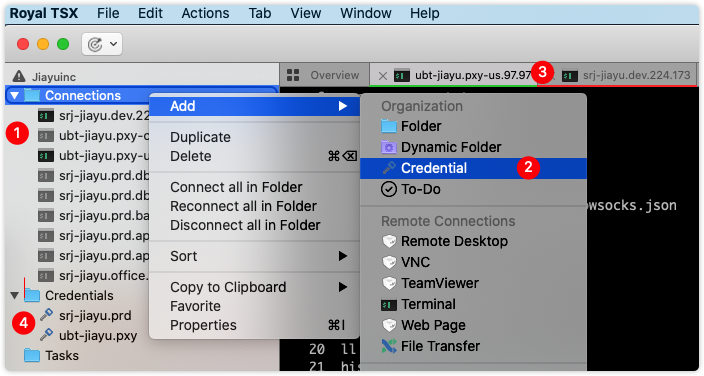 Royal TSX File Edit Actions Tab View Window Help
Jiayuinc
Overview
ubt-jiayu.pxy-us.97.97
3
srj-jiayu.dev.224.173
Connections
srj-jiayu.dev.22
1
ubt-jiayu.pxy-c
ubt-jiayu.pxy-u
srj-jiayu.prd.db
srj-jiayu.prd.db
srj-jiayu.prd.ba
srj-jiayu.prd.ap
srj-jiayu.prd.ap
srj-jiayu.office.
Credentials
4
srj-jiayu.prd
ubt-jiayu.pxy
Tasks
Add
Duplicate
Delete ⌘⌫
Connect all in Folder
Reconnect all in Folder
Disconnect all in Folder
Sort
Copy to Clipboard
Favorite
Properties ⌘I
Organization
Folder
Dynamic Folder
Credential
2
To-Do
Remote Connections
Remote Desktop
VNC
TeamViewer
Terminal
Web Page
File Transfer
owsocks.json
20 ll
21 his